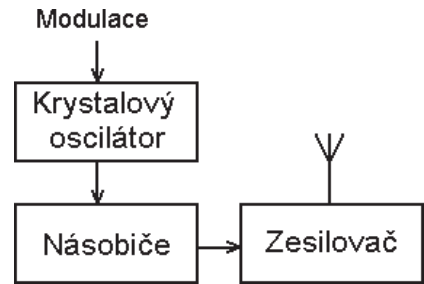 Modulace
Krystalový
oscilátor
Násobiče
Zesilovač